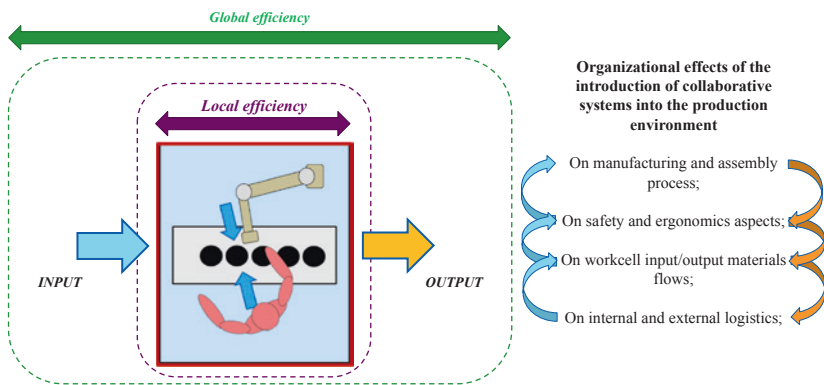 Global efficiency
Local efficiency
INPUT
OUTPUT
Organizational effects of the
introduction of collaborative
systems into the production
environment
On manufacturing and assembly
process;
On safety and ergonomics aspects;
On workcell input/output materials
flows;
On internal and external logistics;